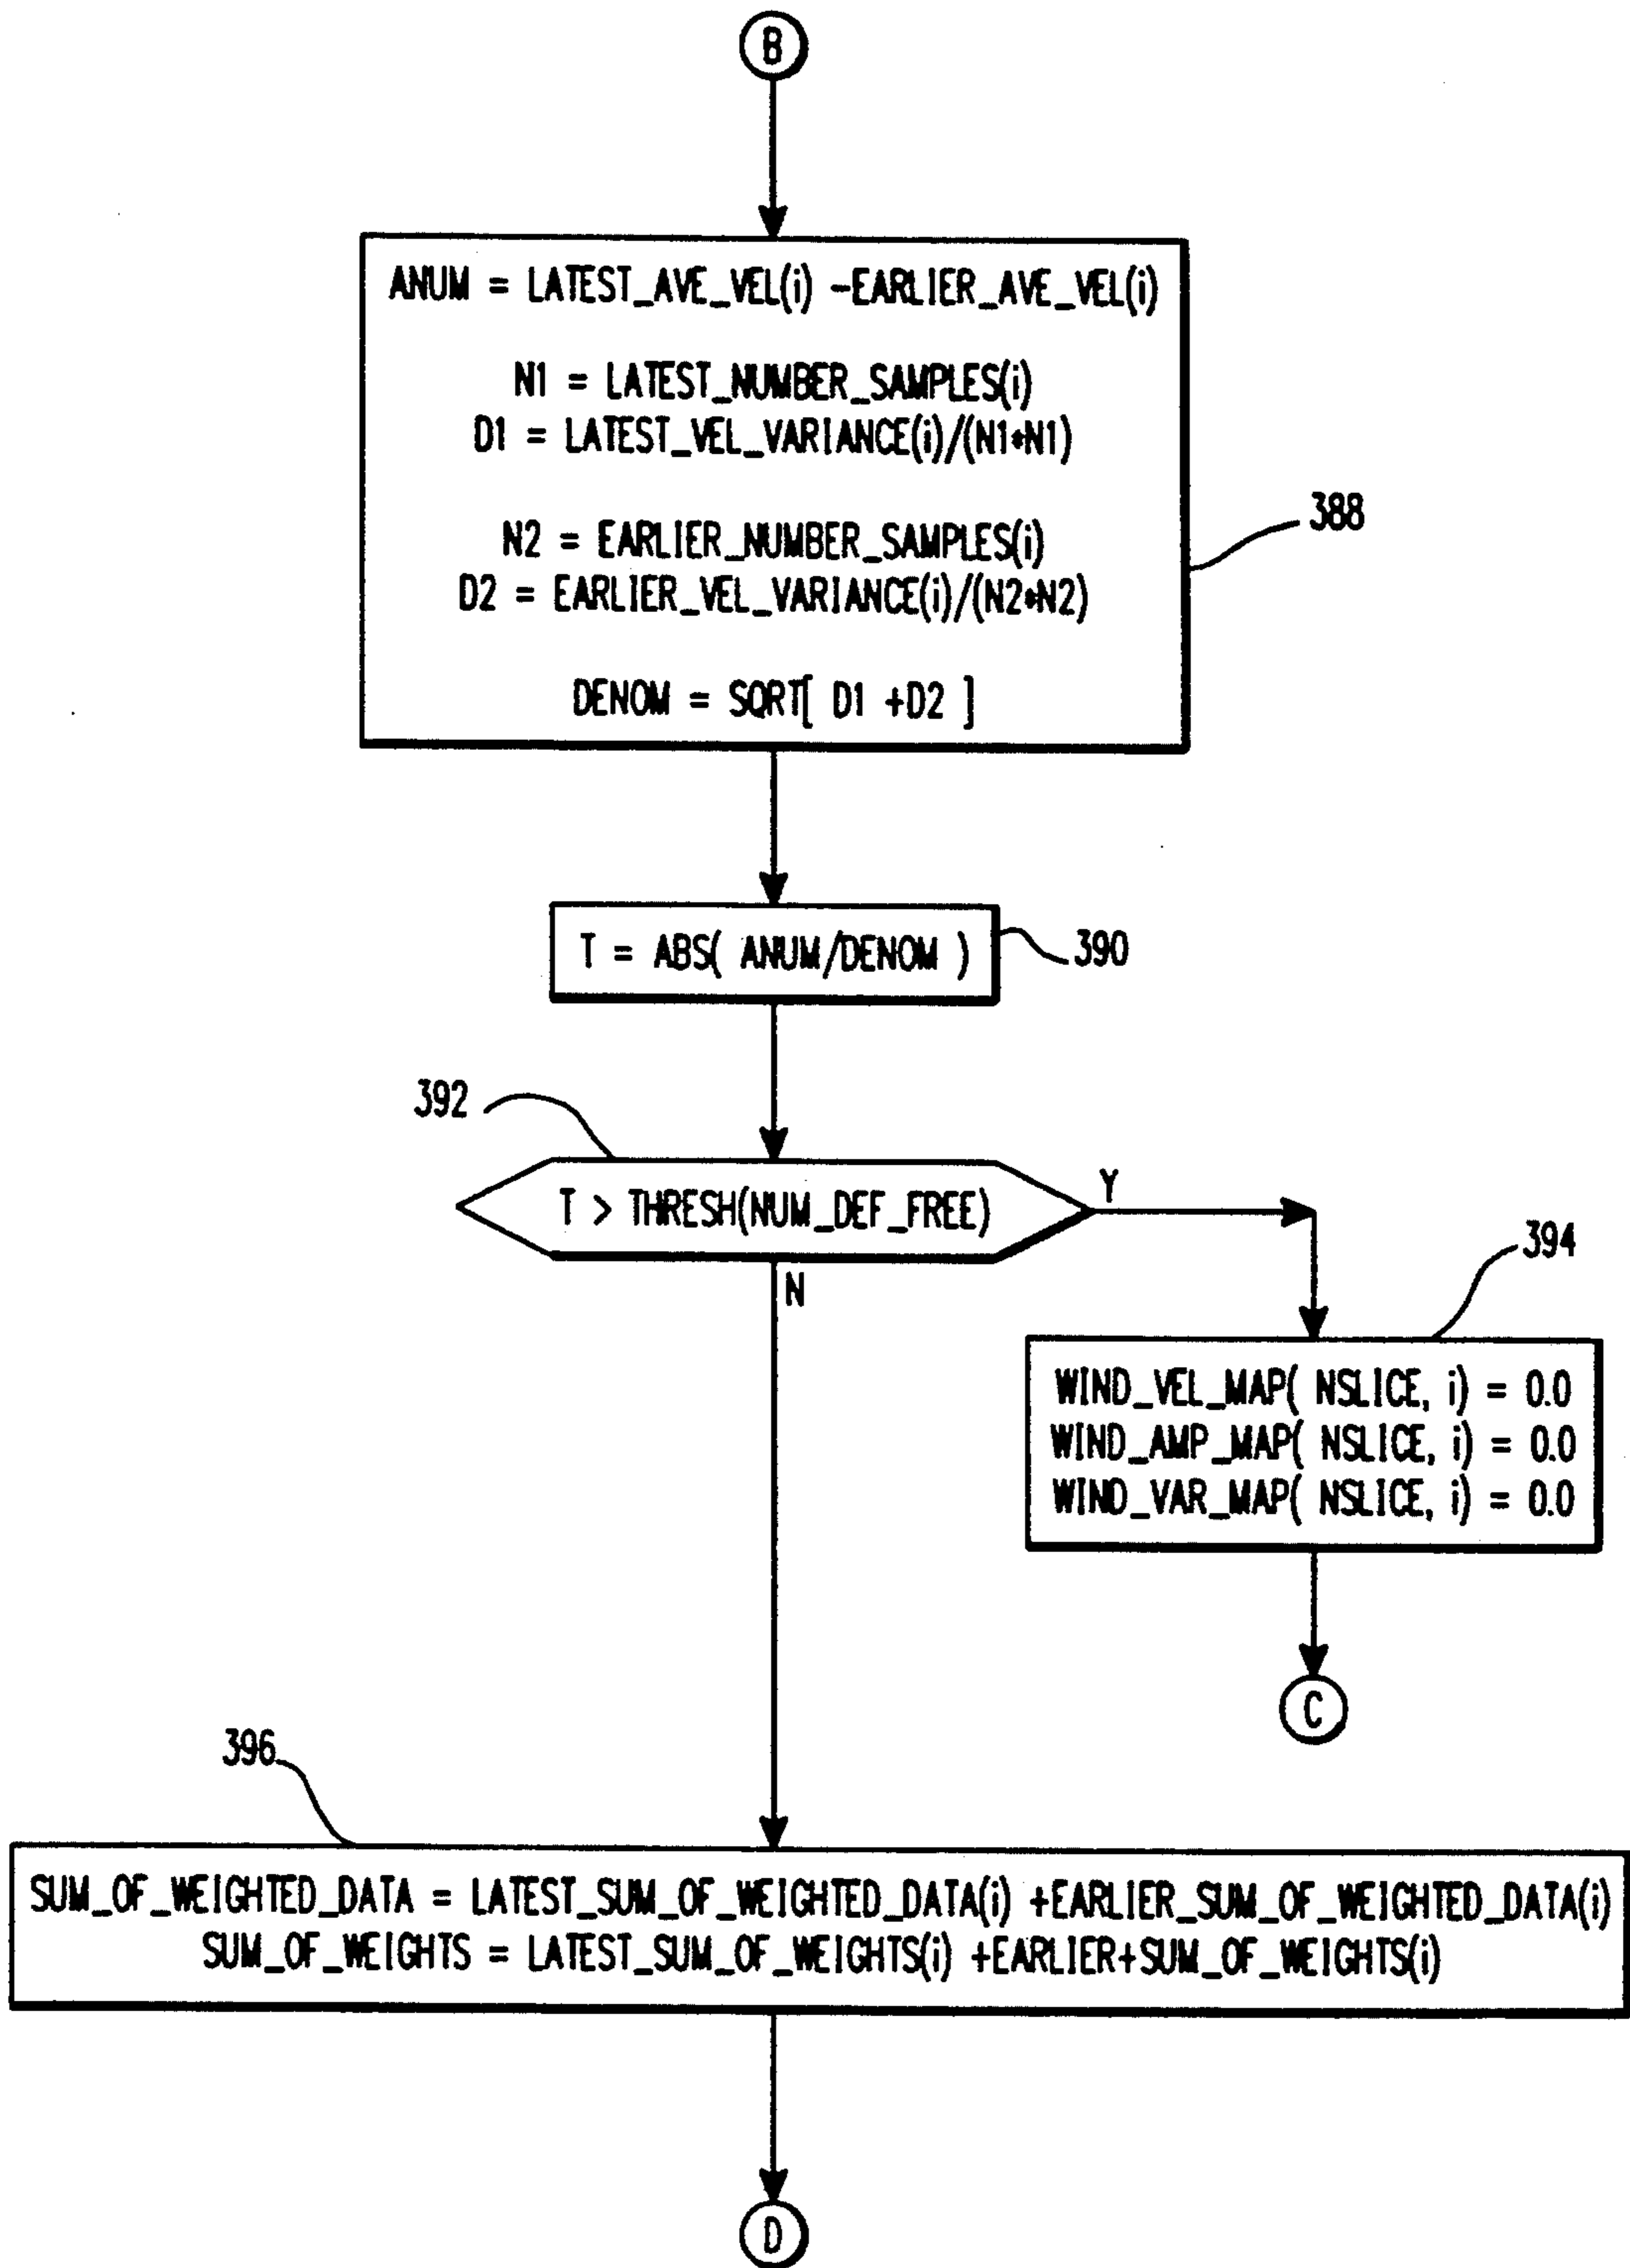 B
ANUM = LATEST_AVE_VEL(i) -EARLIER_AVE_VEL(i)
N1 = LATEST_NUMBER_SAMPLES(i)
D1 = LATEST_VEL_VARIANCE(i)/(N1*N1)
N2 = EARLIER_NUMBER_SAMPLES(i)
D2 = EARLIER_VEL_VARIANCE(i)/(N2*N2)
DENOM = SQRT[ D1 +D2 ]
388
T = ABS( ANUM/DENOM )
390
392
T > THRESH(NUM_DEF_FREE)
Y
N
394
WIND_VEL_MAP( NSLICE, i) = 0.0
WIND_AMP_MAP( NSLICE, i) = 0.0
WIND_VAR_MAP( NSLICE, i) = 0.0
C
396
SUM_OF_WEIGHTED_DATA = LATEST_SUM_OF_WEIGHTED_DATA(i) +EARLIER_SUM_OF_WEIGHTED_DATA(i)
SUM_OF_WEIGHTS = LATEST_SUM_OF_WEIGHTS(i) +EARLIER+SUM_OF_WEIGHTS(i)
D